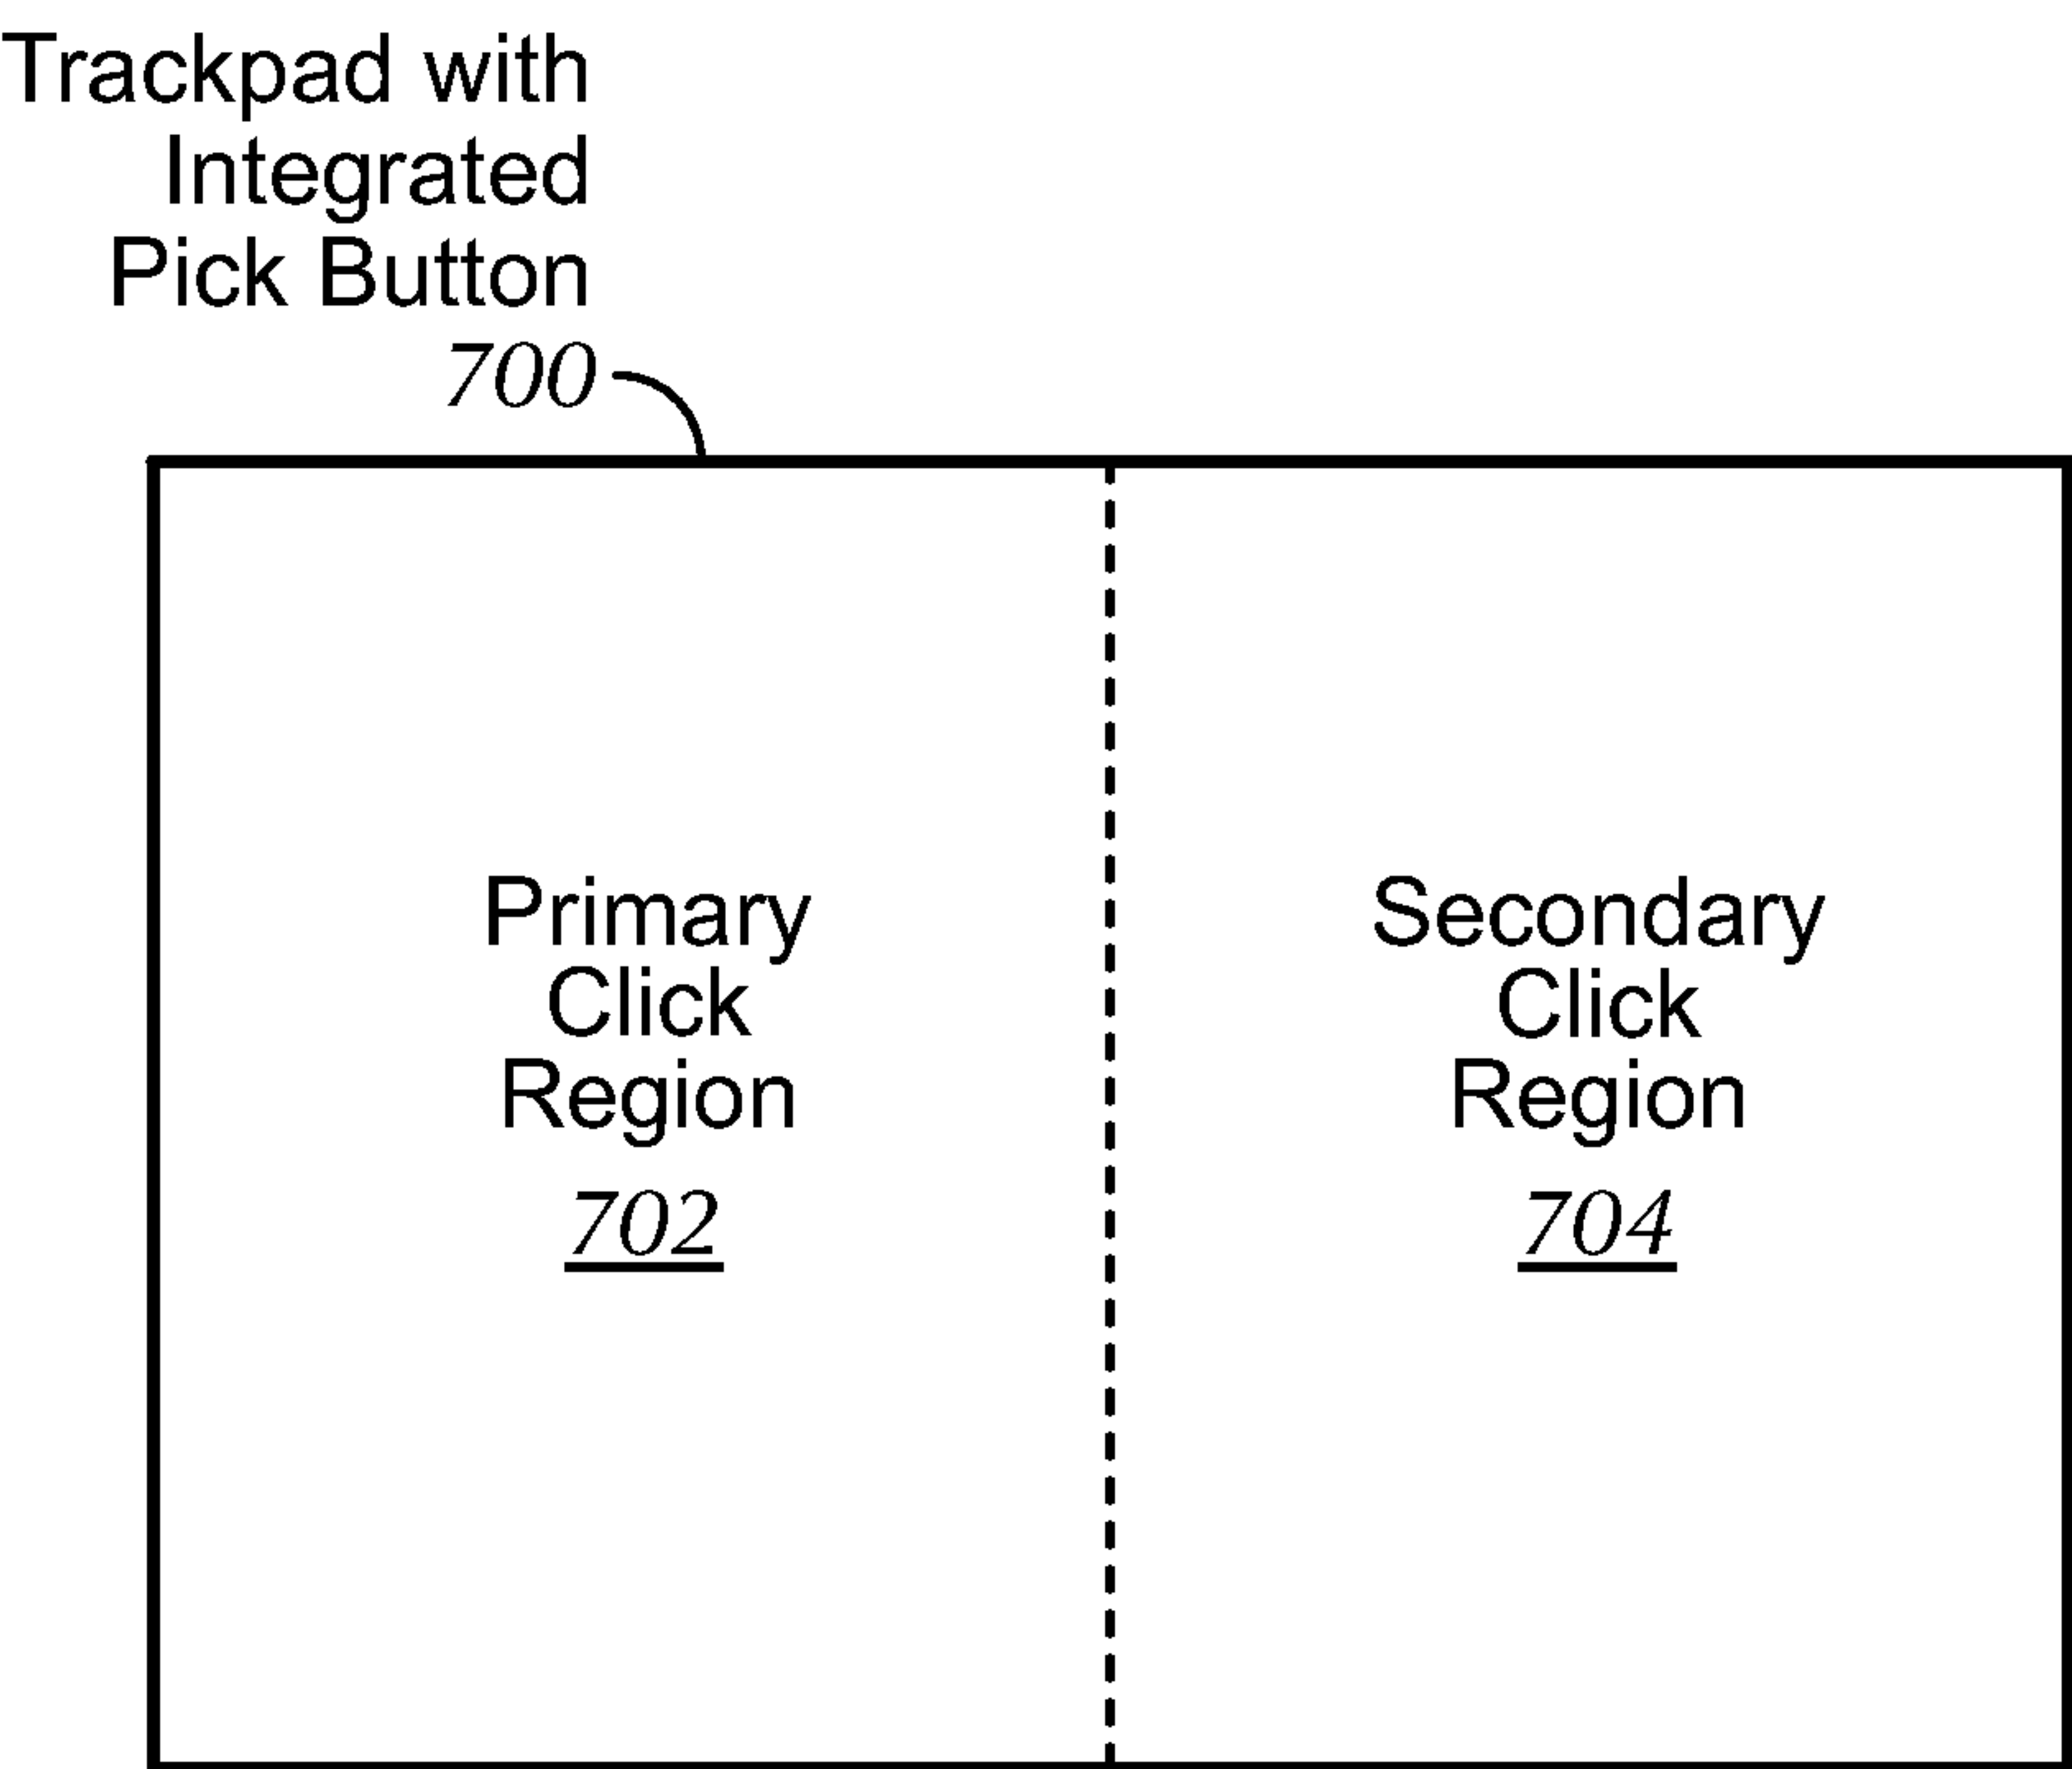 Trackpad with
Integrated
Pick Button
700
Primary
Click
Region
702
Secondary
Click
Region
704